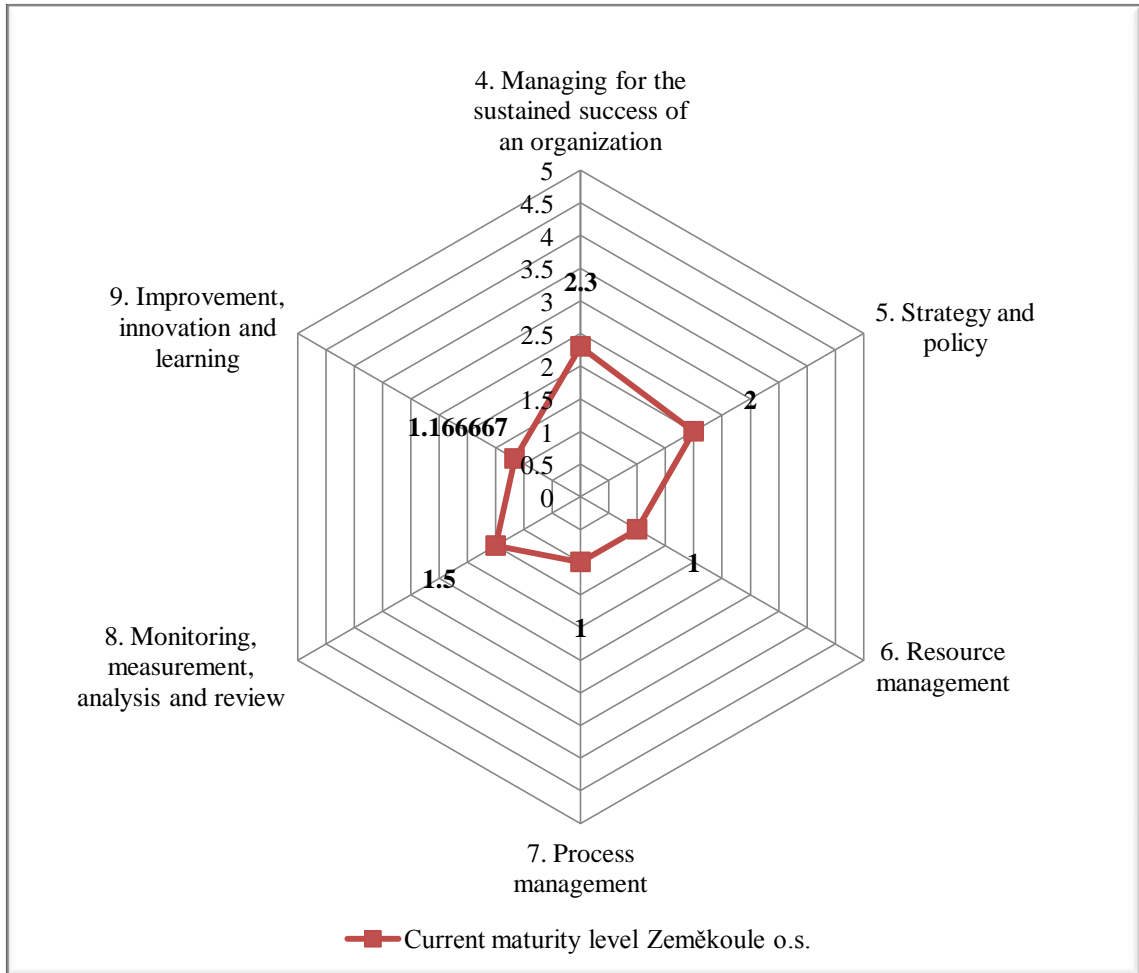 4. Managing for the
sustained success of
an organization
5
4.5
4
3.5
2.3
3
2.5
2
1.5
1
0.5
0
5. Strategy and
policy
2
6. Resource
management
1
7. Process
management
1
8. Monitoring,
measurement,
analysis and review
1.5
9. Improvement,
innovation and
learning
1.166667
Current maturity level Zeměkoule o.s.